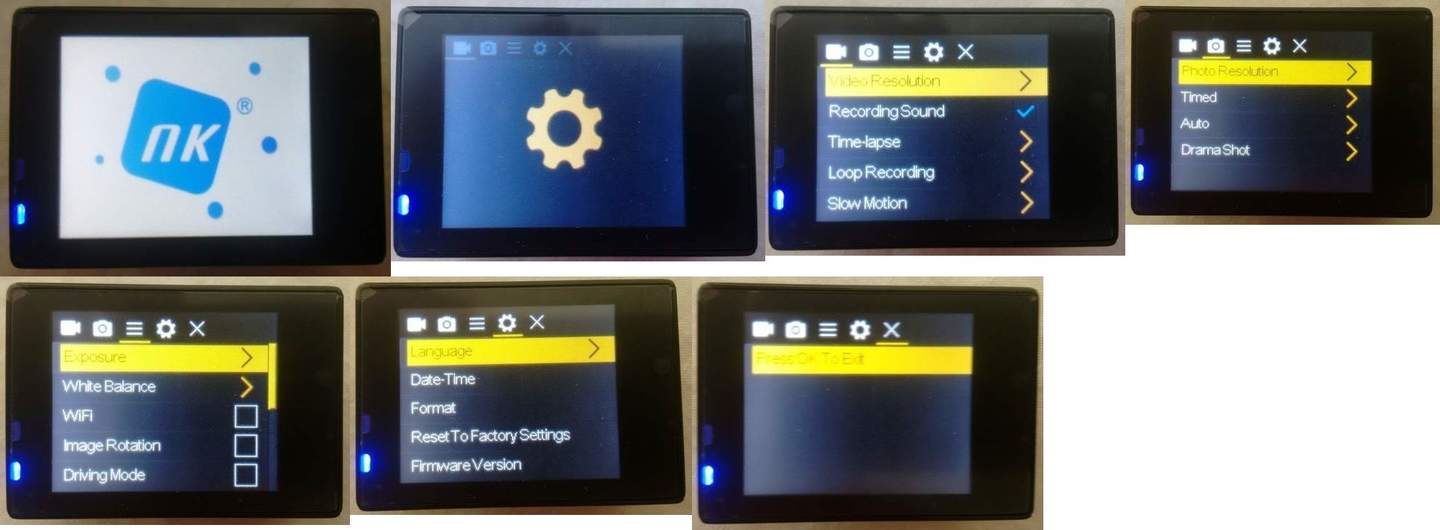 ПК
®
Video Resolution
Recording Sound
Time-lapse
Loop Recording
Slow Motion
Photo Resolution
Timed
Auto
Drama Shot
Exposure
White Balance
WiFi
Image Rotation
Driving Mode
Language
Date-Time
Format
Reset To Factory Settings
Firmware Version
Press OK To Exit